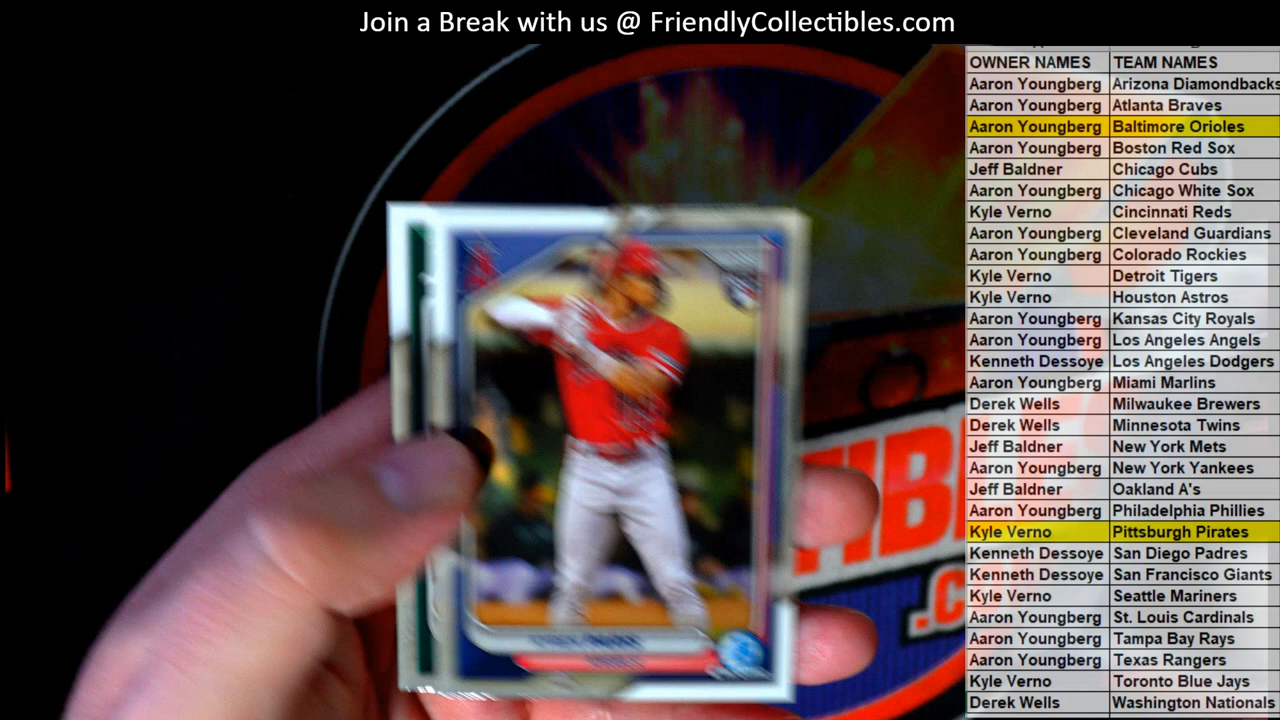 Join a Break with us @ FriendlyCollectibles.com
OWNER NAMES TEAM NAMES
Aaron Youngberg Arizona Diamondbacks
Aaron Youngberg Atlanta Braves
Aaron Youngberg Baltimore Orioles
Aaron Youngberg Boston Red Sox
Jeff Baldner Chicago Cubs
Aaron Youngberg Chicago White Sox
Kyle Verno Cincinnati Reds
Aaron Youngberg Cleveland Guardians
Aaron Youngberg Colorado Rockies
Kyle Verno Detroit Tigers
Kyle Verno Houston Astros
Aaron Youngberg Kansas City Royals
Aaron Youngberg Los Angeles Angels
Kenneth Dessoye Los Angeles Dodgers
Aaron Youngberg Miami Marlins
Derek Wells Milwaukee Brewers
Derek Wells Minnesota Twins
Jeff Baldner New York Mets
Aaron Youngberg New York Yankees
Jeff Baldner Oakland A's
Aaron Youngberg Philadelphia Phillies
Kyle Verno Pittsburgh Pirates
Kenneth Dessoye San Diego Padres
Kenneth Dessoye San Francisco Giants
Kyle Verno Seattle Mariners
Aaron Youngberg St. Louis Cardinals
Aaron Youngberg Tampa Bay Rays
Aaron Youngberg Texas Rangers
Kyle Verno Toronto Blue Jays
Derek Wells Washington Nationals